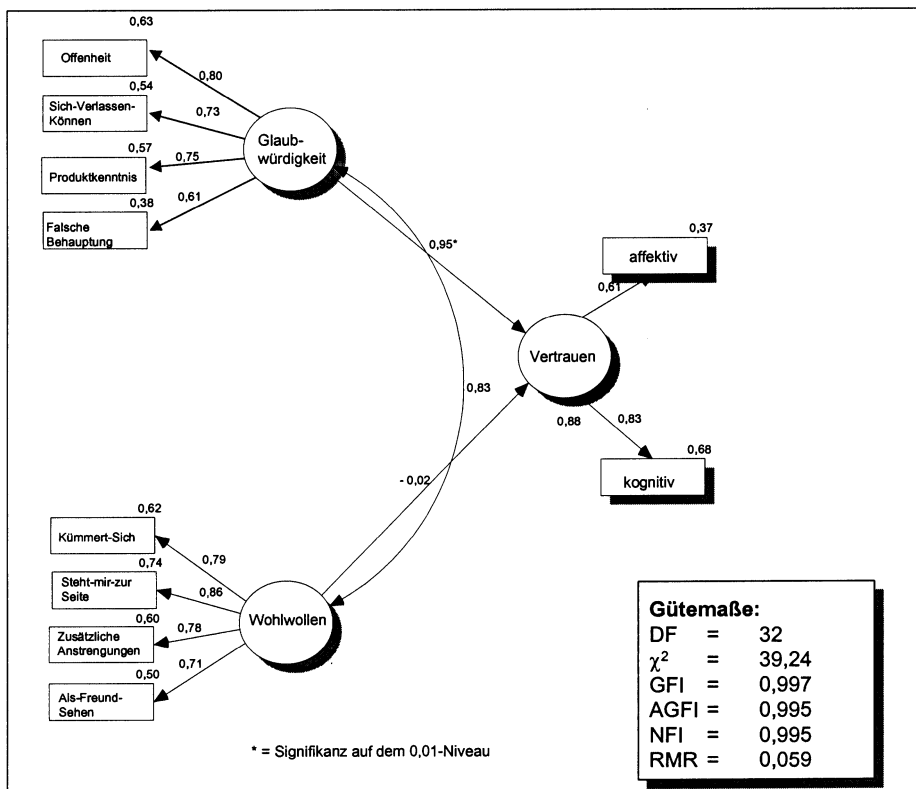 0,63
Offenheit
0,80
0,54
Sich-Verlassen-
Können
0,73
Glaub-
würdigkeit
0,57
0,75
Produktkenntnis
0,38
0,61
Falsche
Behauptung
0,95*
0,37
affektiv
0,61
Vertrauen
0,83
0,88
0,83
0,68
kognitiv
- 0,02
0,62
Kümmert-Sich
0,79
0,74
Steht-mir-zur
Seite
0,86
Wohlwollen
0,60
Zusätzliche
Anstrengungen
0,78
0,50
0,71
Als-Freund-
Sehen
* = Signifikanz auf dem 0,01-Niveau
Gütemaße:
DF = 32
χ² = 39,24
GFI = 0,997
AGFI = 0,995
NFI = 0,995
RMR = 0,059